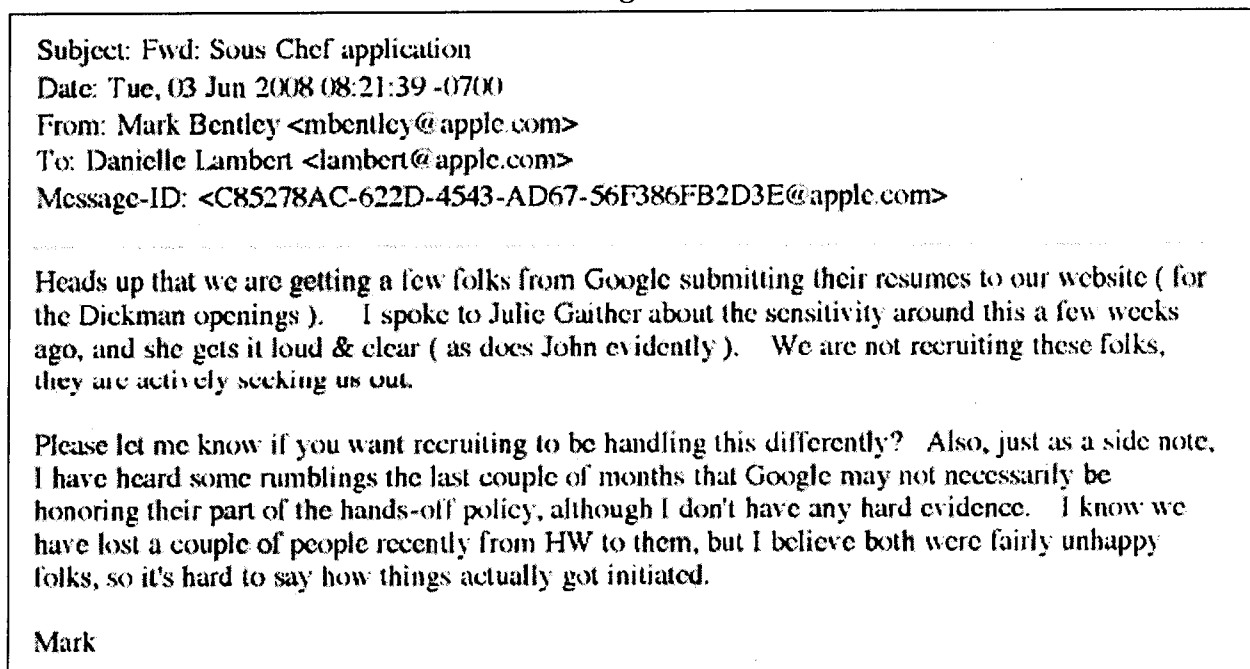 Subject: Fwd: Sous Chef application
Date: Tue, 03 Jun 2008 08:21:39 -0700
From: Mark Bentley <mbentley@apple.com>
To: Danielle Lambert <lambert@apple.com>
Message-ID: <C85278AC-622D-4543-AD67-56F386FB2D3E@apple.com>
Heads up that we are getting a few folks from Google submitting their resumes to our website ( for
the Dickman openings ). I spoke to Julie Gaither about the sensitivity around this a few weeks
ago, and she gets it loud & clear ( as does John evidently ). We are not recruiting these folks,
they are actively seeking us out.
Please let me know if you want recruiting to be handling this differently? Also, just as a side note,
I have heard some rumblings the last couple of months that Google may not necessarily be
honoring their part of the hands-off policy, although I don't have any hard evidence. I know we
have lost a couple of people recently from HW to them, but I believe both were fairly unhappy
folks, so it's hard to say how things actually got initiated.
Mark